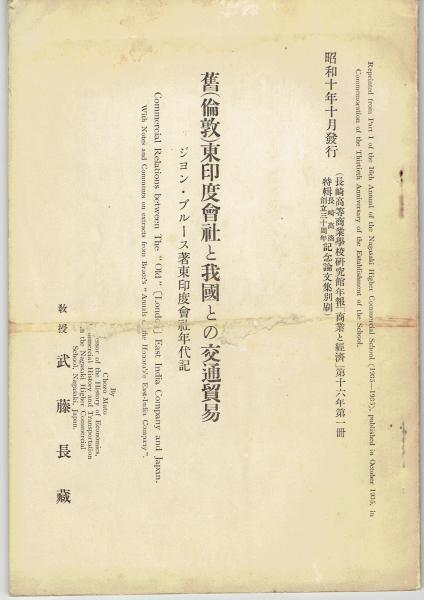 Reprinted from Part I of the 16th Annual of the Nagasaki Higher Commercial School (1935—1905), published in October 1935, in
Commemoration of the Thirtieth Anniversary of the Establishment of the School.
昭和十年十月發行
(長崎高等商業學校研究館年報「商業と經濟」第十六年第一冊
特輯長崎高商創立三十周年記念論文集別刷)
舊(倫敦)東印度會社と我國との交通貿易
ジヨン・ブルース著東印度會社年代記
Commercial Relations between The "Old" (London) East India Company and Japan,
With Notes and Comments on extracts from Bruce's "Annals the Honorable East-India Company".
教授 武藤長藏
By
Chozo Muto
of the History of Economics,
Commercial History and Transportation
the Nagasaki Higher Commercial
School, Nagasaki, Japan.